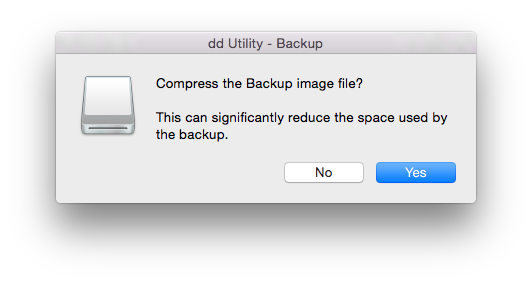 dd Utility - Backup
Compress the Backup image file?
This can significantly reduce the space used by
the backup.
No
Yes